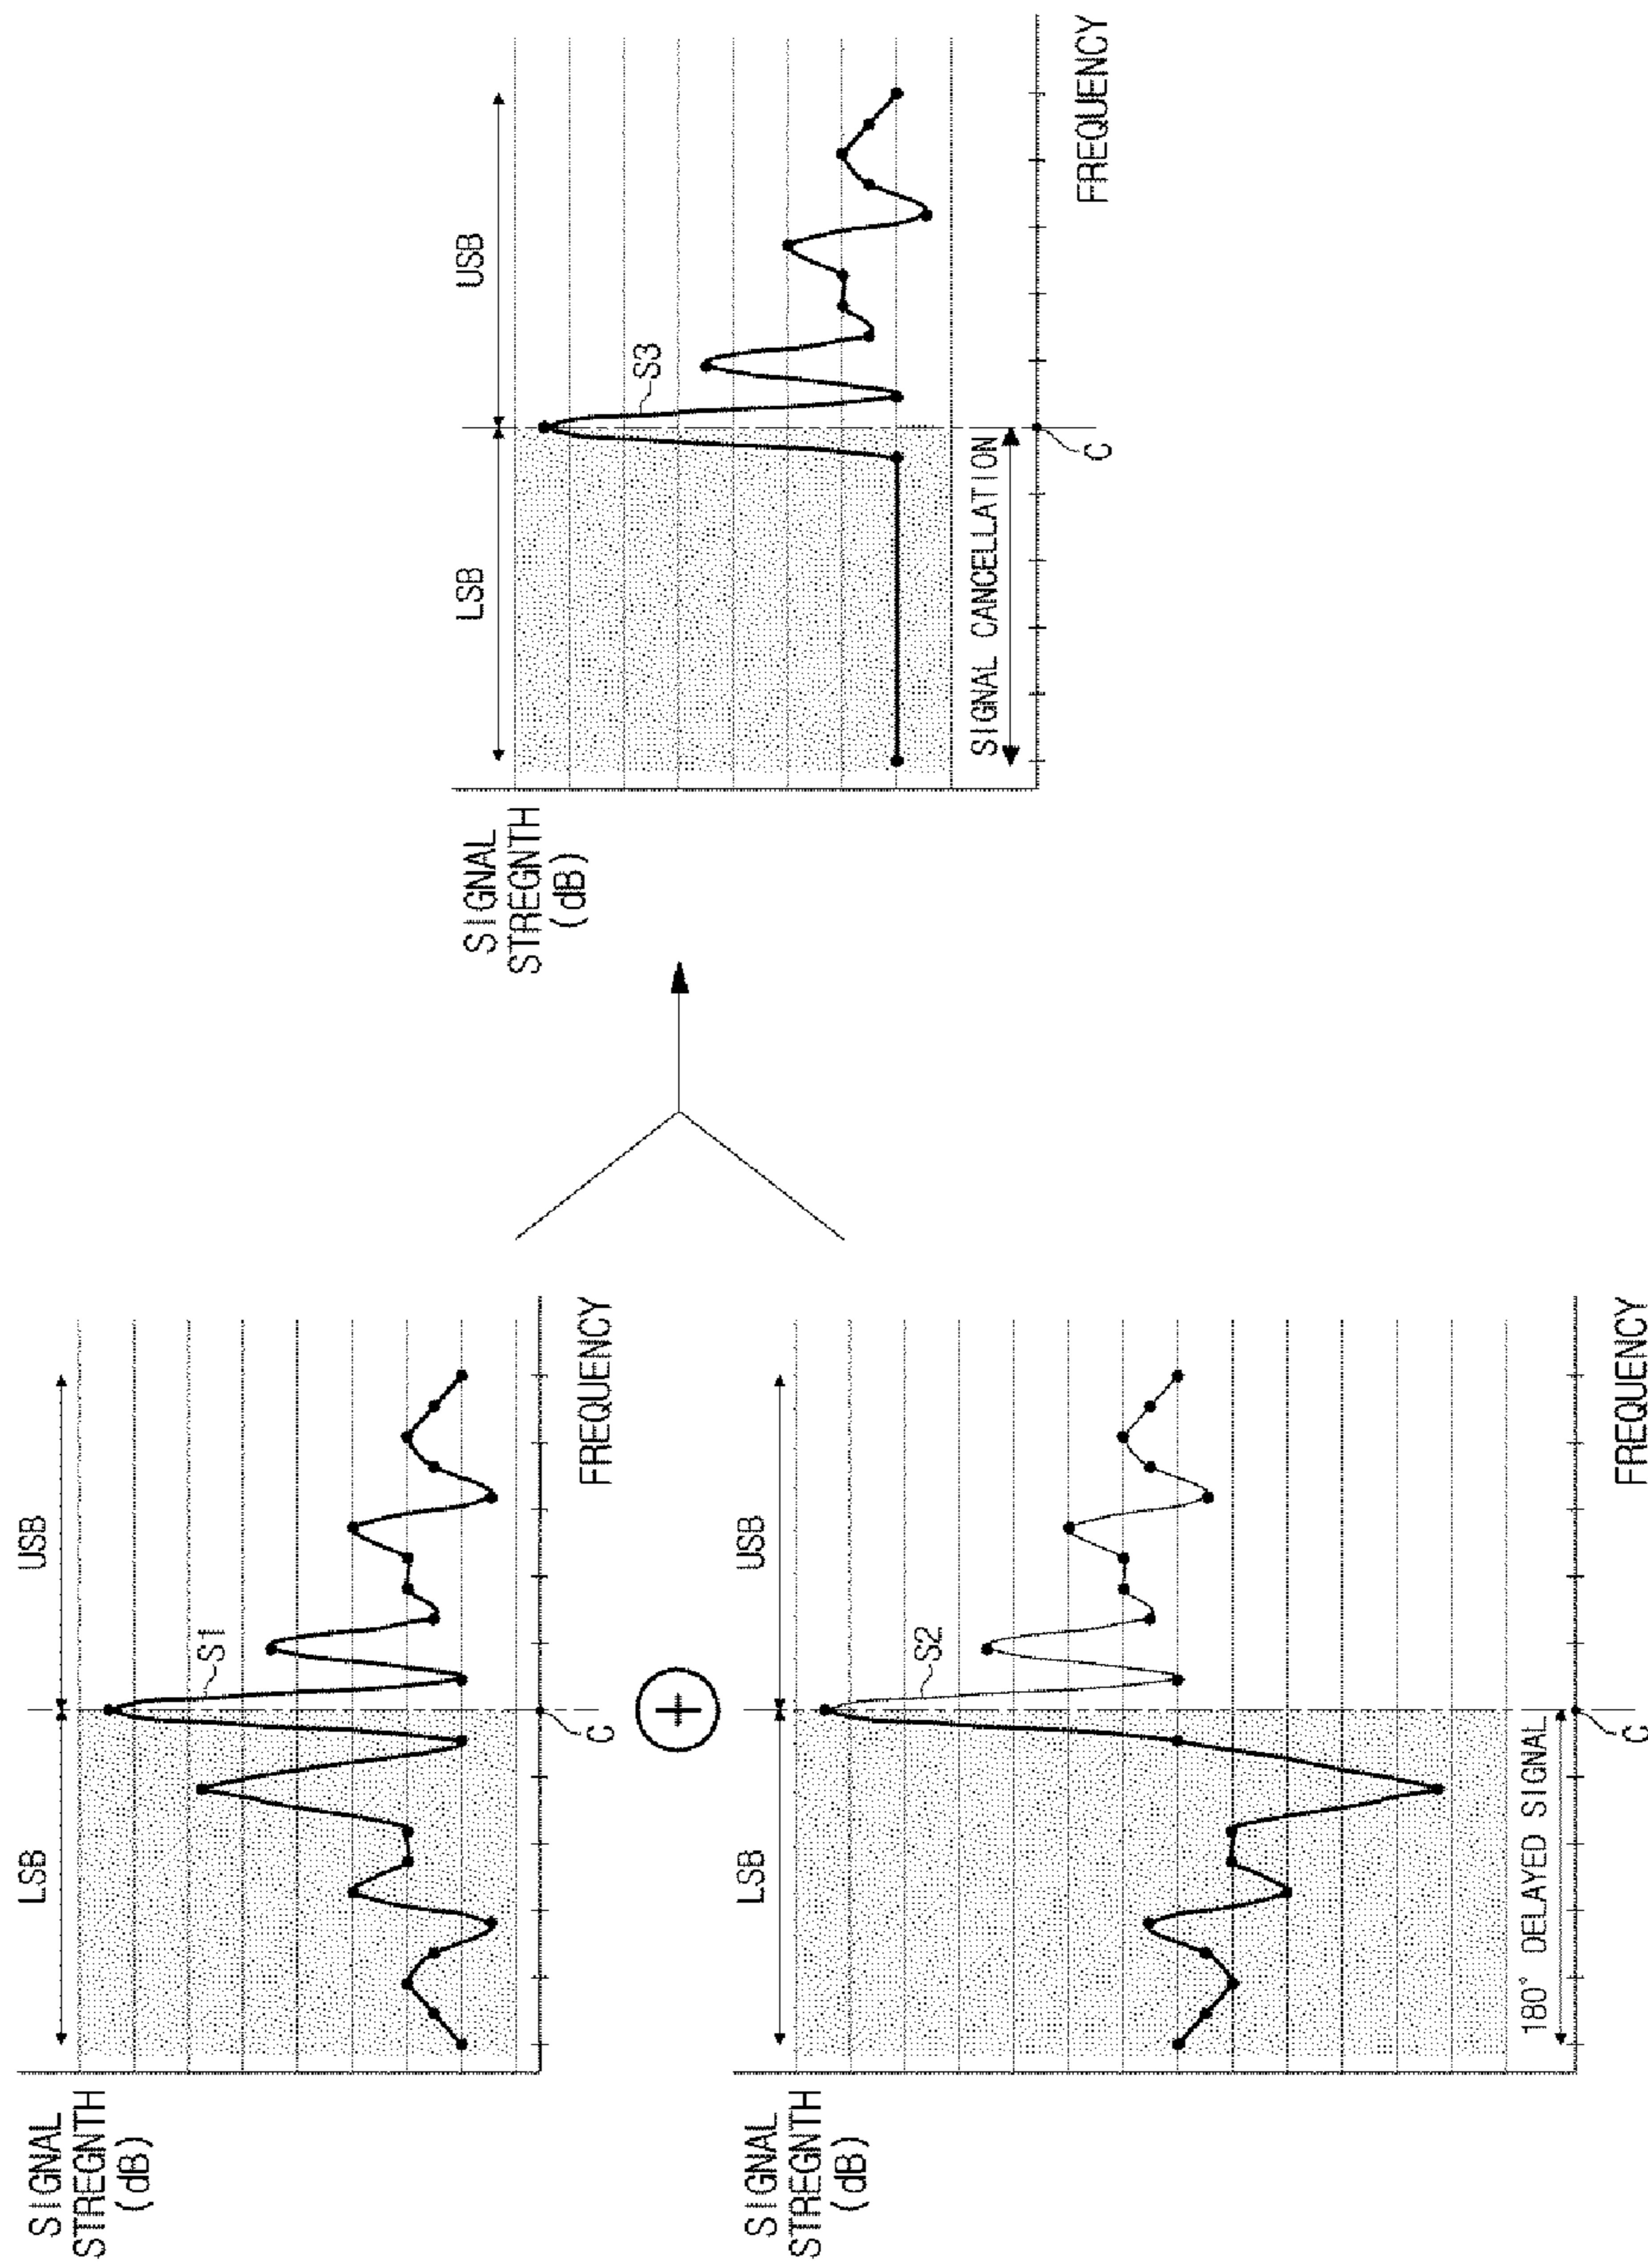 SIGNAL
STREGNTH
(dB)
LSB
USB
S1
C
FREQUENCY
+
SIGNAL
STREGNTH
(dB)
LSB
USB
S2
180° DELAYED SIGNAL
C
FREQUENCY
SIGNAL
STREGNTH
(dB)
LSB
USB
S3
SIGNAL CANCELLATION
C
FREQUENCY